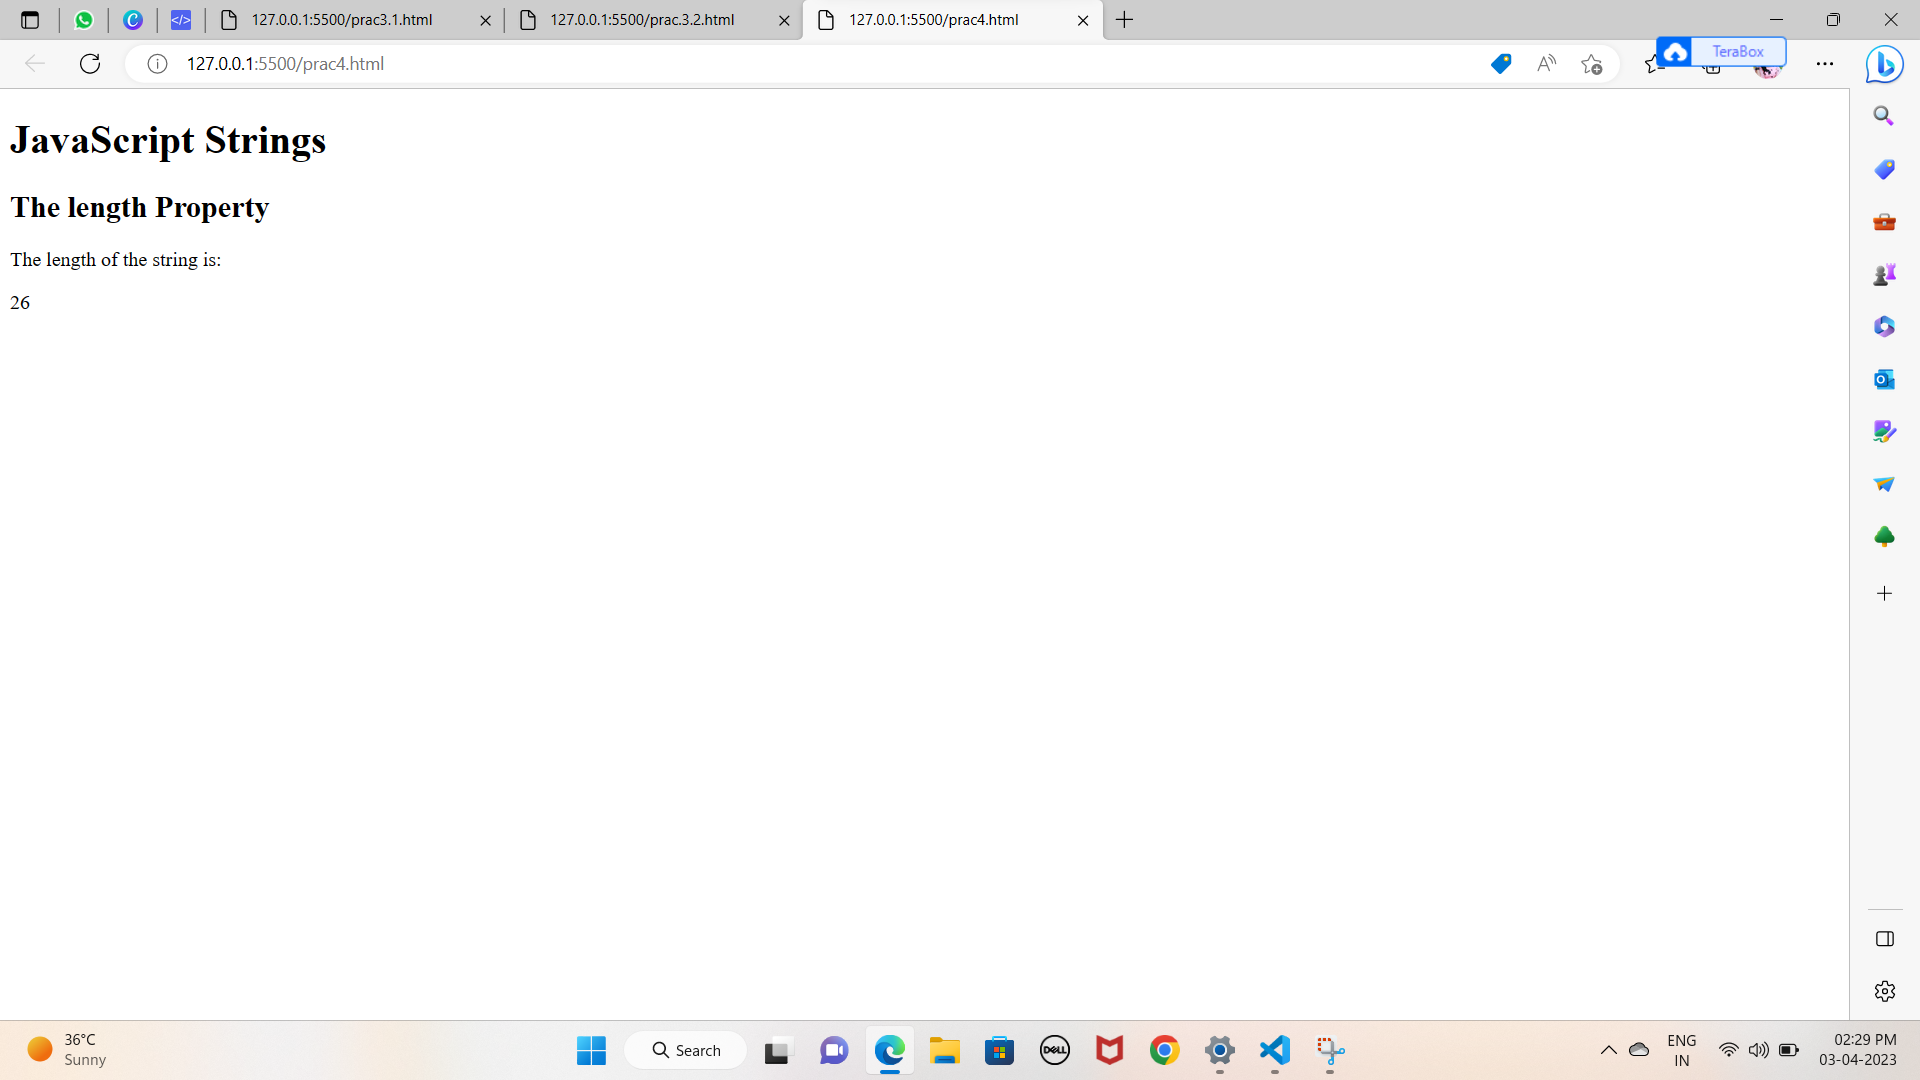 127.0.0.1:5500/prac3.1.html
127.0.0.1:5500/prac.3.2.html
127.0.0.1:5500/prac4.html
127.0.0.1:5500/prac4.html
TeraBox
JavaScript Strings
The length Property
The length of the string is:
26
36°C
Sunny
Search
DELL
ENG
IN
02:29 PM
03-04-2023